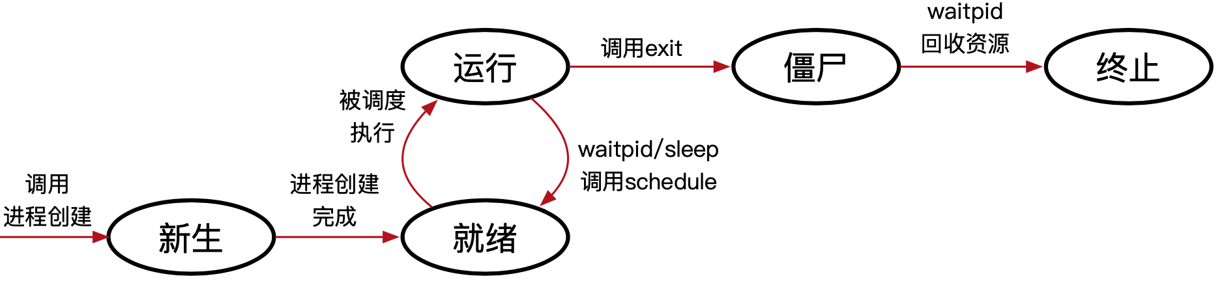 waitpid
回收资源
运行
调用exit
僵尸
终止
被调度
执行
waitpid/sleep
调用schedule
调用
进程创建
新生
进程创建
完成
就绪